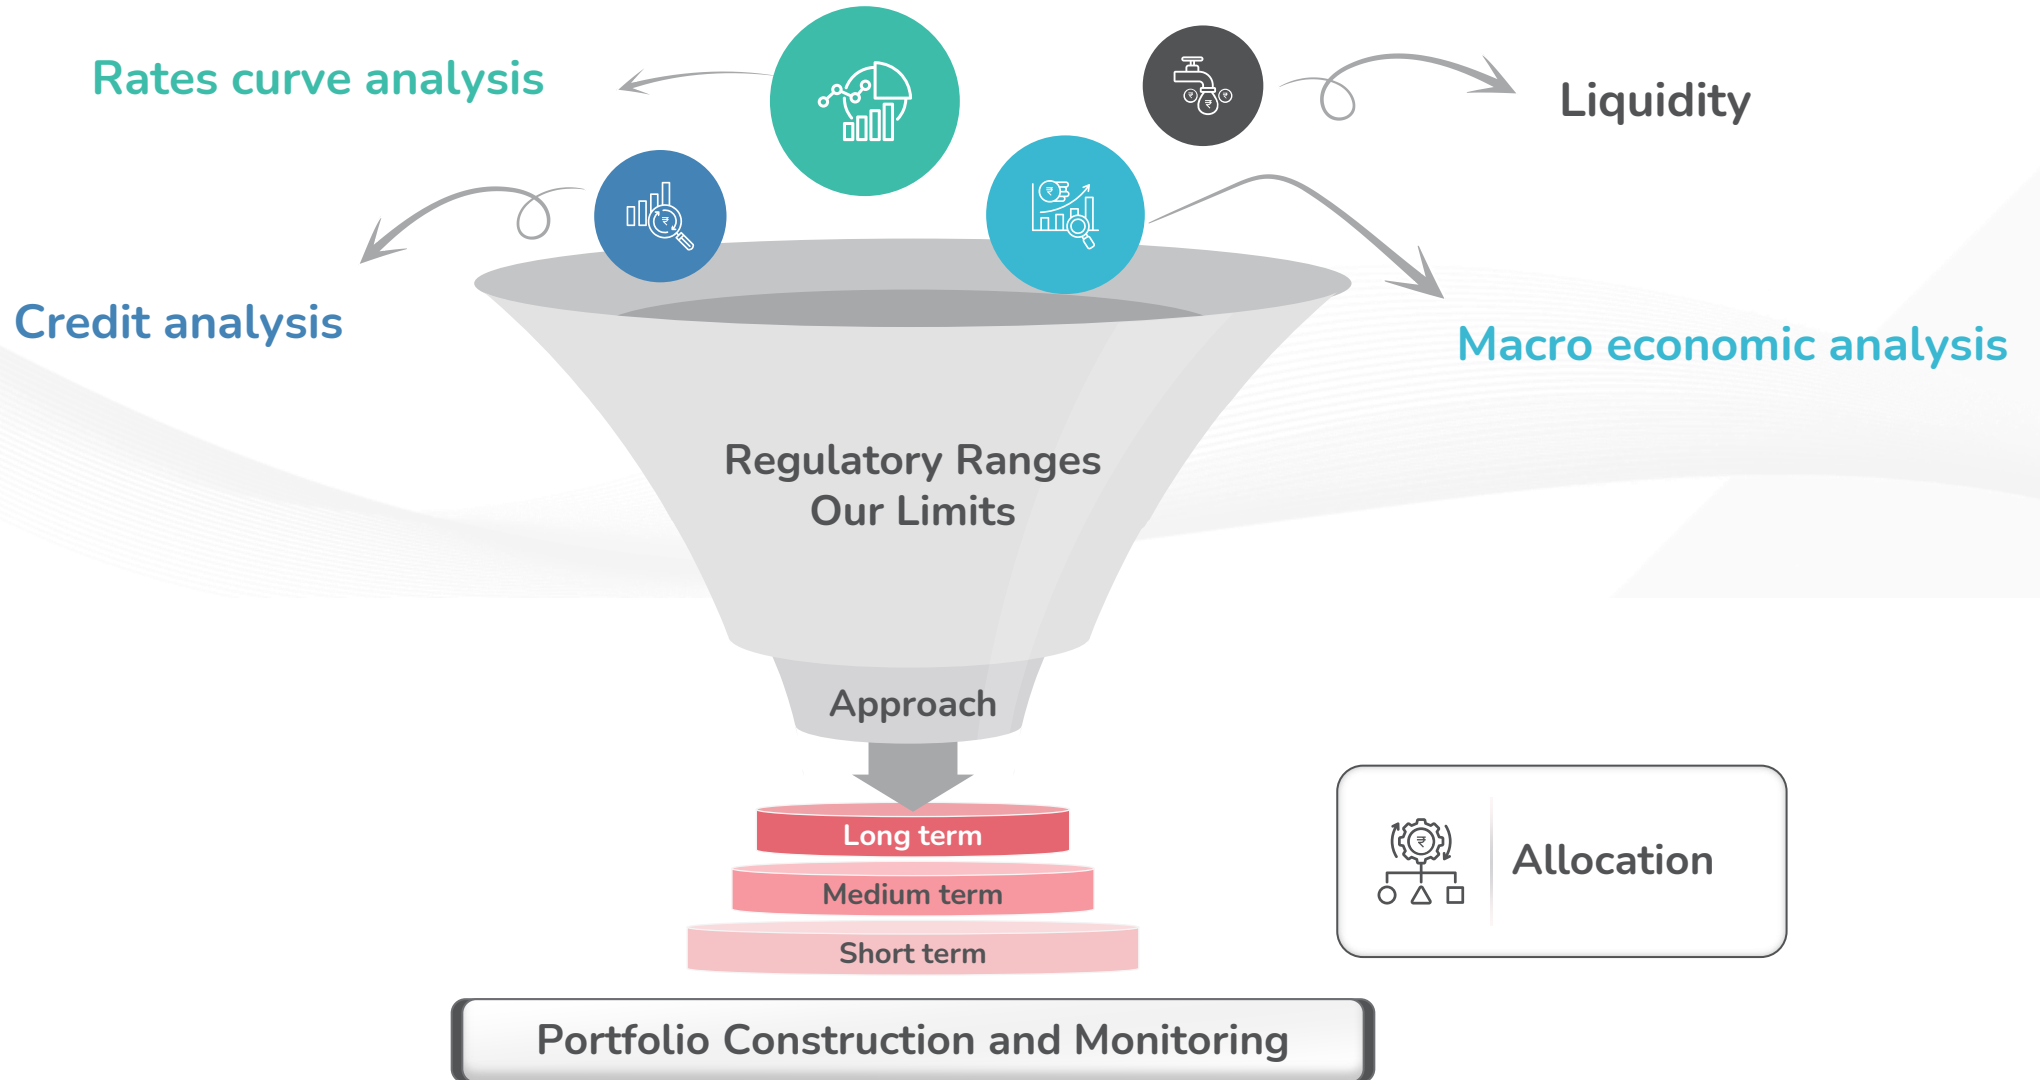 Rates curve analysis
Liquidity
Credit analysis
Macro economic analysis
Regulatory Ranges
Our Limits
Approach
Long term
Medium term
Short term
Allocation
Portfolio Construction and Monitoring